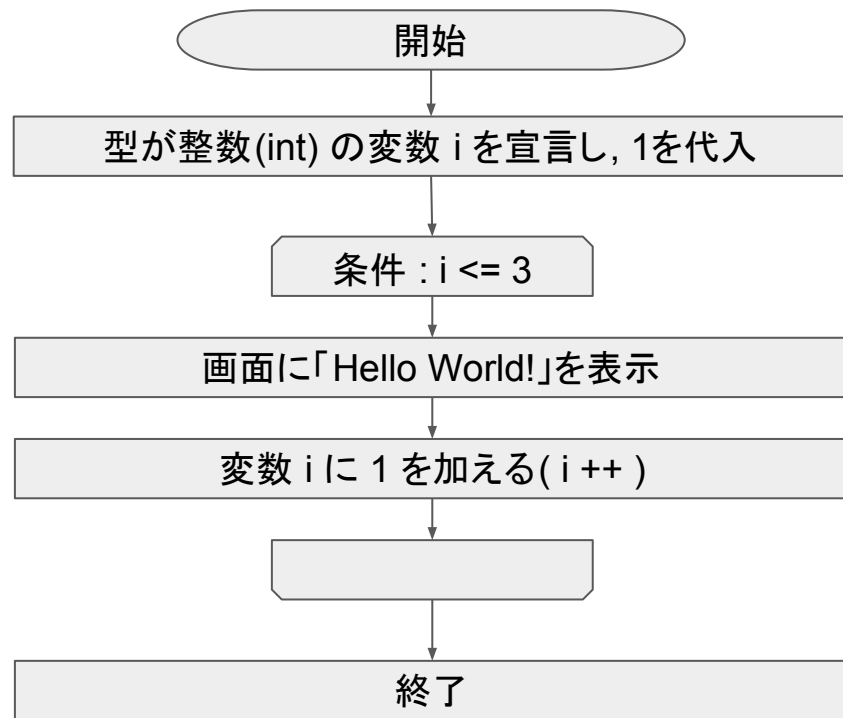 開始
型が整数(int) の変数 i を宣言し, 1を代入
条件 : i <= 3
画面に「Hello World!」を表示
変数 i に 1 を加える( i ++ )
終了